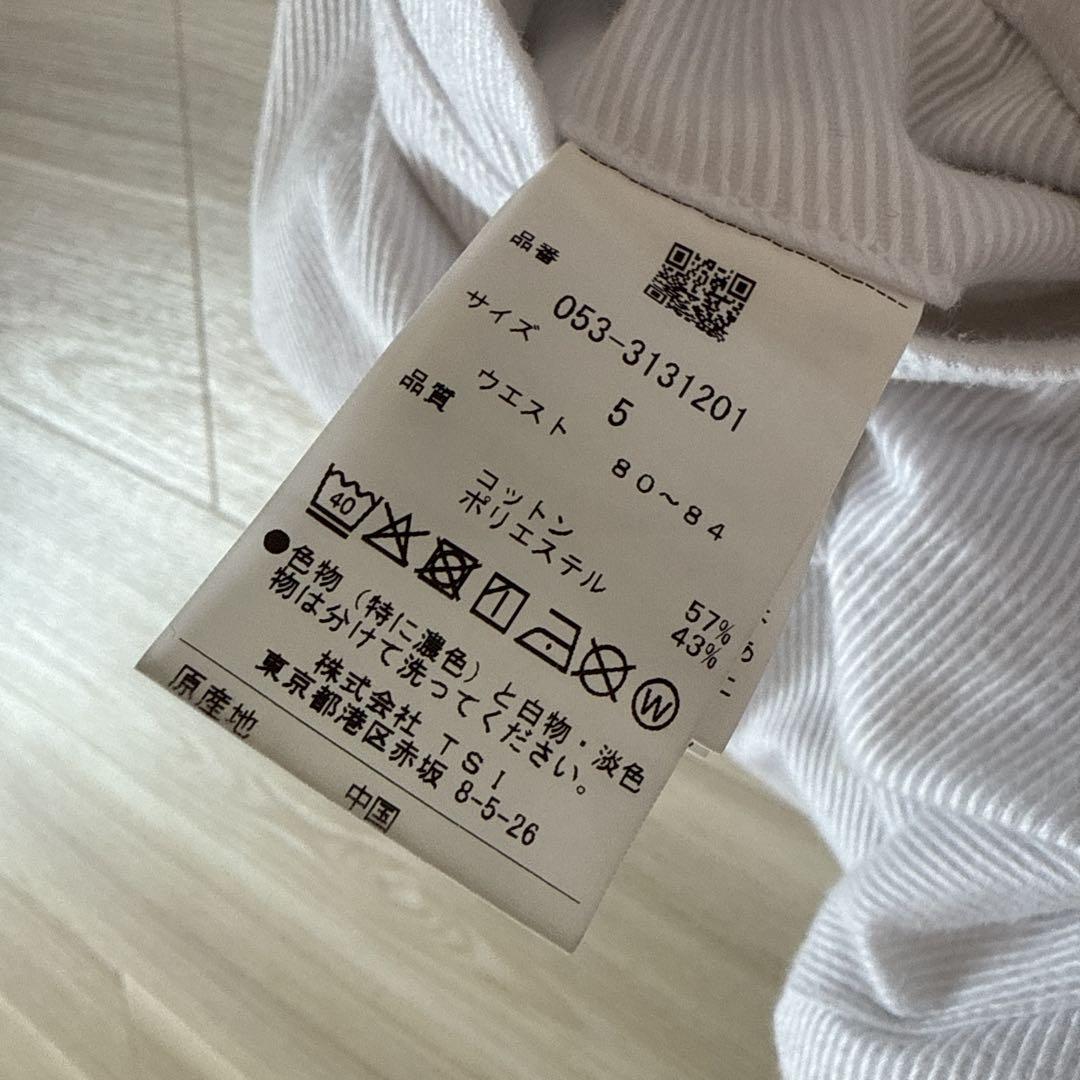 品番
053-3131201
サイズ
5
ウエスト
80~84
品質
コットン 57%
ポリエステル 43%
40
W
●色物(特に濃色)と白物・淡色
物は分けて洗ってください。
株式会社 TSI
東京都港区赤坂 8-5-26
原産地
中国